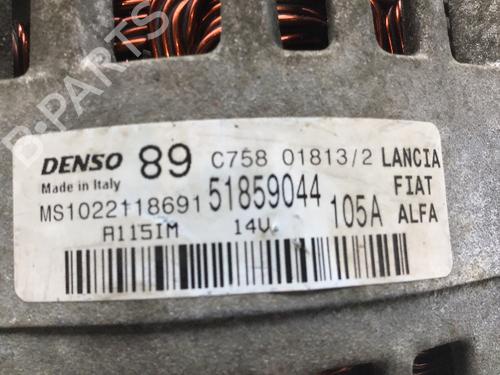 B-PARTS
DENSO 89 C758 01813/2 LANCIA
Made in Italy FIAT
MS1022118691 51859044 105A ALFA
A115IM 14V.